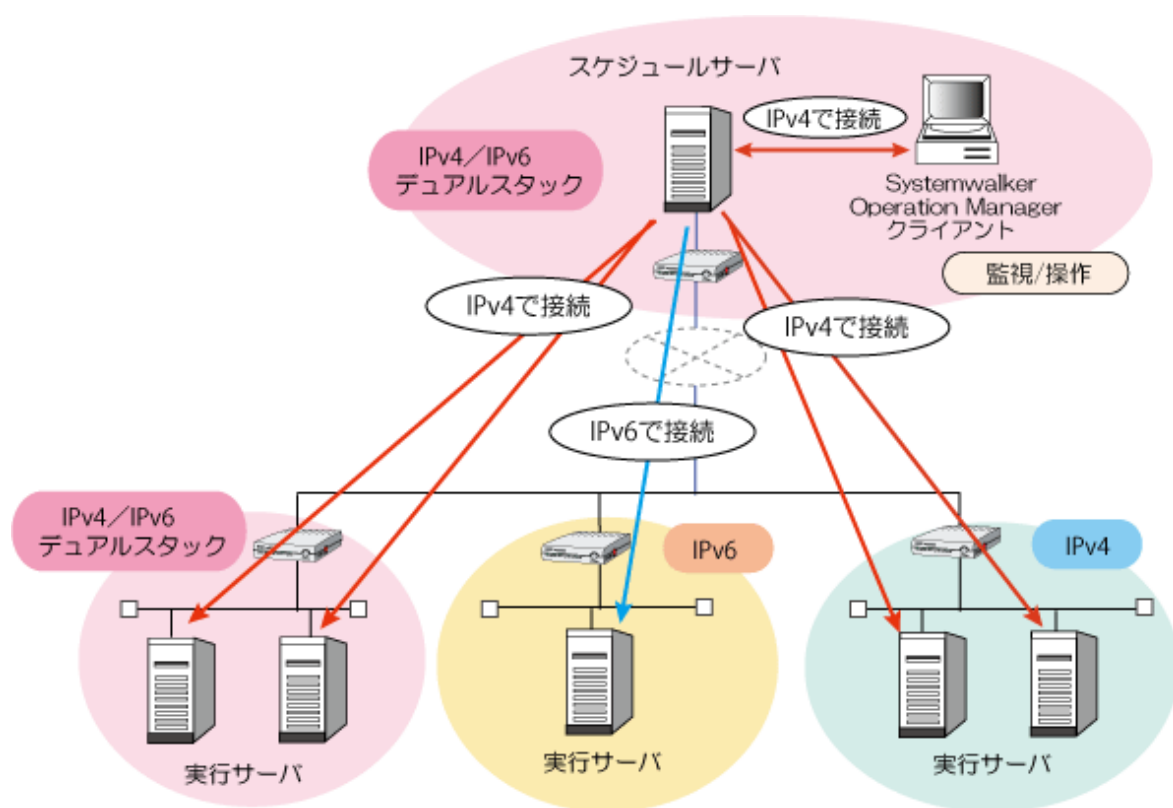 スケジュールサーバ
IPv4で接続
IPv4／IPv6
デュアルスタック
Systemwalker
Operation Manager
クライアント
監視/操作
IPv4で接続
IPv4で接続
IPv6で接続
IPv4／IPv6
デュアルスタック
IPv6
IPv4
実行サーバ
実行サーバ
実行サーバ